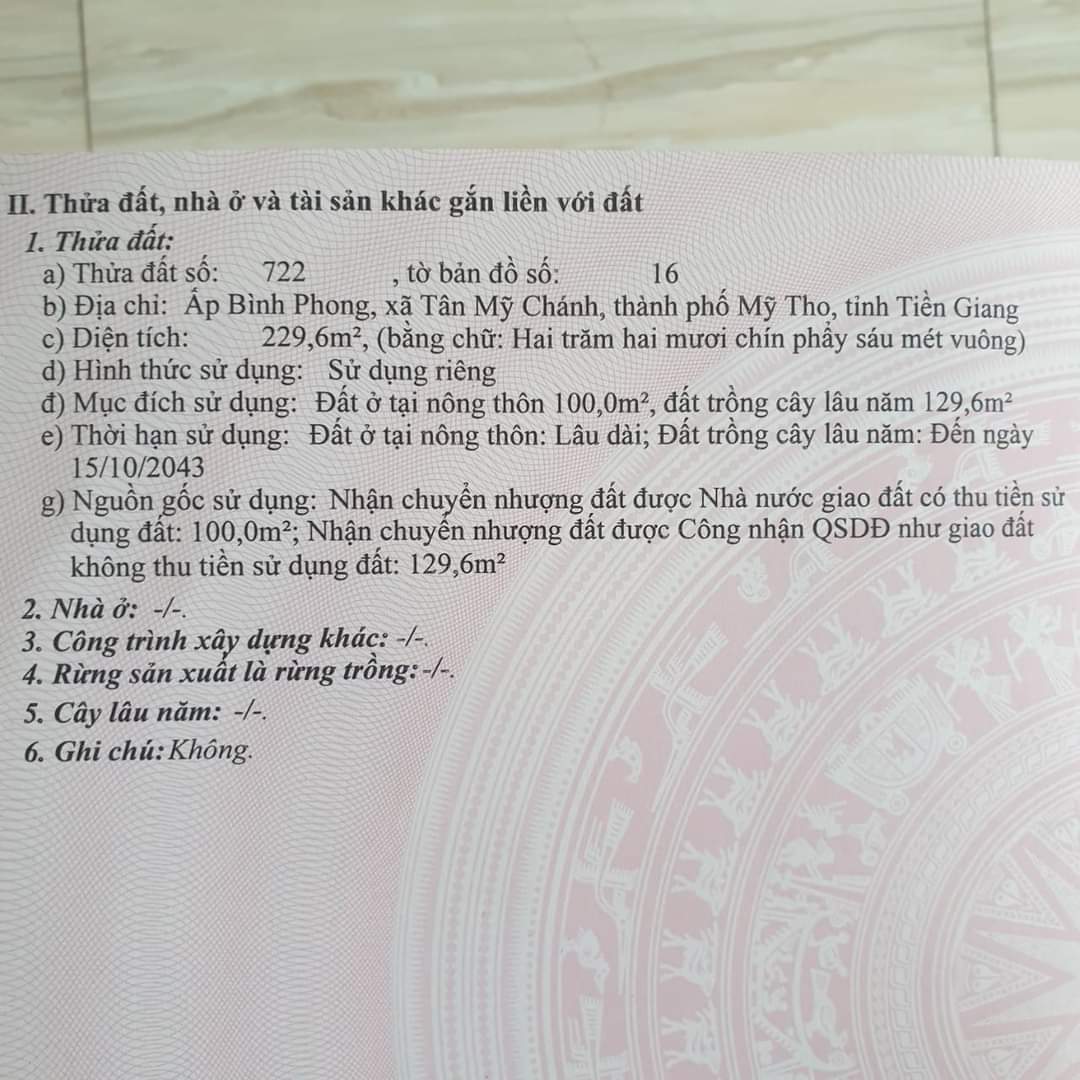 II. Thửa đất, nhà ở và tài sản khác gắn liền với đất
1. Thửa đất:
a) Thửa đất số: 722 , tờ bản đồ số: 16
b) Địa chỉ: Ấp Bình Phong, xã Tân Mỹ Chánh, thành phố Mỹ Tho, tỉnh Tiền Giang
c) Diện tích: 229,6m², (bằng chữ: Hai trăm hai mươi chín phẩy sáu mét vuông)
d) Hình thức sử dụng: Sử dụng riêng
đ) Mục đích sử dụng: Đất ở tại nông thôn 100,0m², đất trồng cây lâu năm 129,6m²
e) Thời hạn sử dụng: Đất ở tại nông thôn: Lâu dài; Đất trồng cây lâu năm: Đến ngày
15/10/2043
g) Nguồn gốc sử dụng: Nhận chuyển nhượng đất được Nhà nước giao đất có thu tiền sử
dụng đất: 100,0m²; Nhận chuyển nhượng đất được Công nhận QSDĐ như giao đất
không thu tiền sử dụng đất: 129,6m²
2. Nhà ở: -/-.
3. Công trình xây dựng khác: -/-.
4. Rừng sản xuất là rừng trồng: -/-.
5. Cây lâu năm: -/-.
6. Ghi chú: Không.